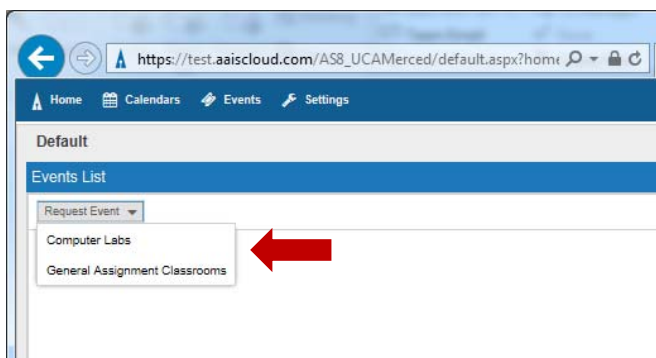 https://test.aaiscloud.com/AS8_UCAMerced/default.aspx?home
Home Calendars Events Settings
Default
Events List
Request Event
Computer Labs
General Assignment Classrooms